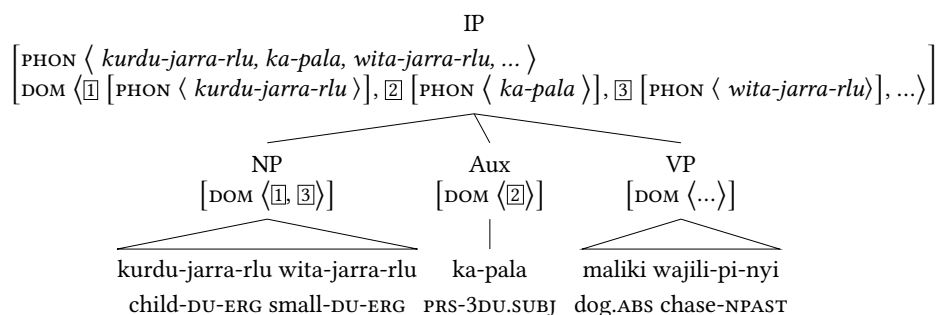 IP
PHON ⟨ kurdu-jarra-rlu, ka-pala, wita-jarra-rlu, ... ⟩
DOM ⟨1 [PHON ⟨ kurdu-jarra-rlu ⟩], 2 [PHON ⟨ ka-pala ⟩], 3 [PHON ⟨ wita-jarra-rlu⟩], ...⟩
NP Aux VP
[DOM ⟨1, 3⟩] [DOM ⟨2⟩] [DOM ⟨...⟩]
kurdu-jarra-rlu wita-jarra-rlu ka-pala maliki wajili-pi-nyi
child-DU-ERG small-DU-ERG PRS-3DU.SUBJ dog.ABS chase-NPAST